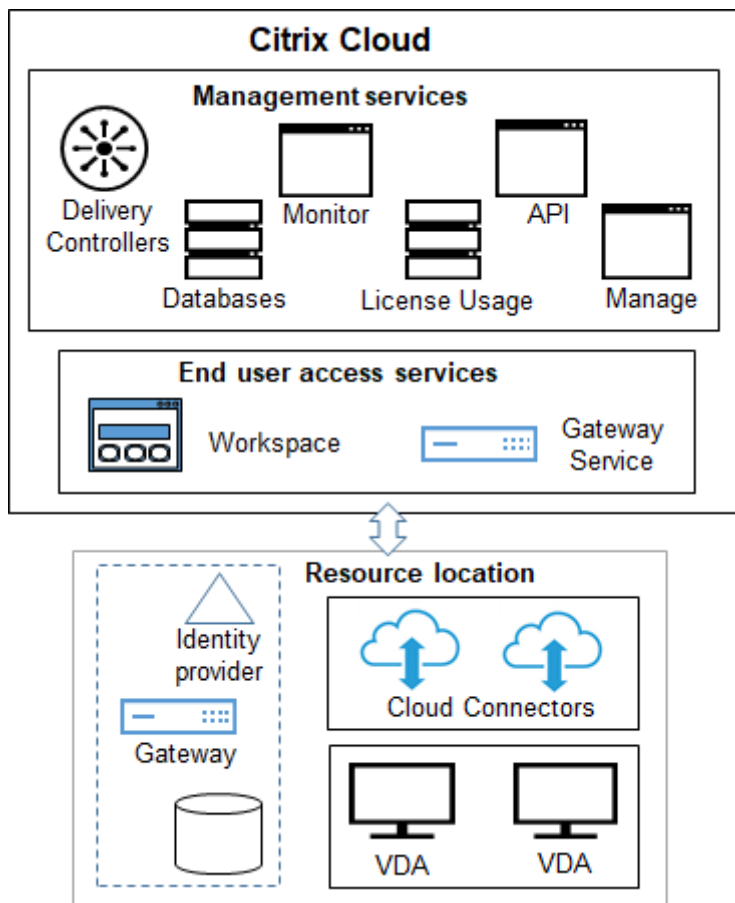 Citrix Cloud
Management services
Delivery
Controllers
Monitor
API
Databases
License Usage
Manage
End user access services
Workspace
Gateway
Service
Resource location
Identity
provider
Gateway
Cloud Connectors
VDA
VDA